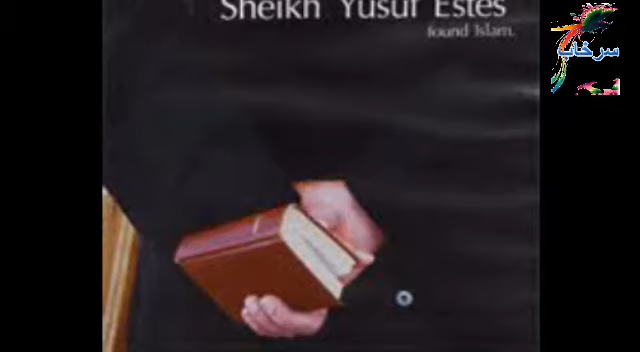 Sheikh Yusuf Estes
found Islam.
سرخاب